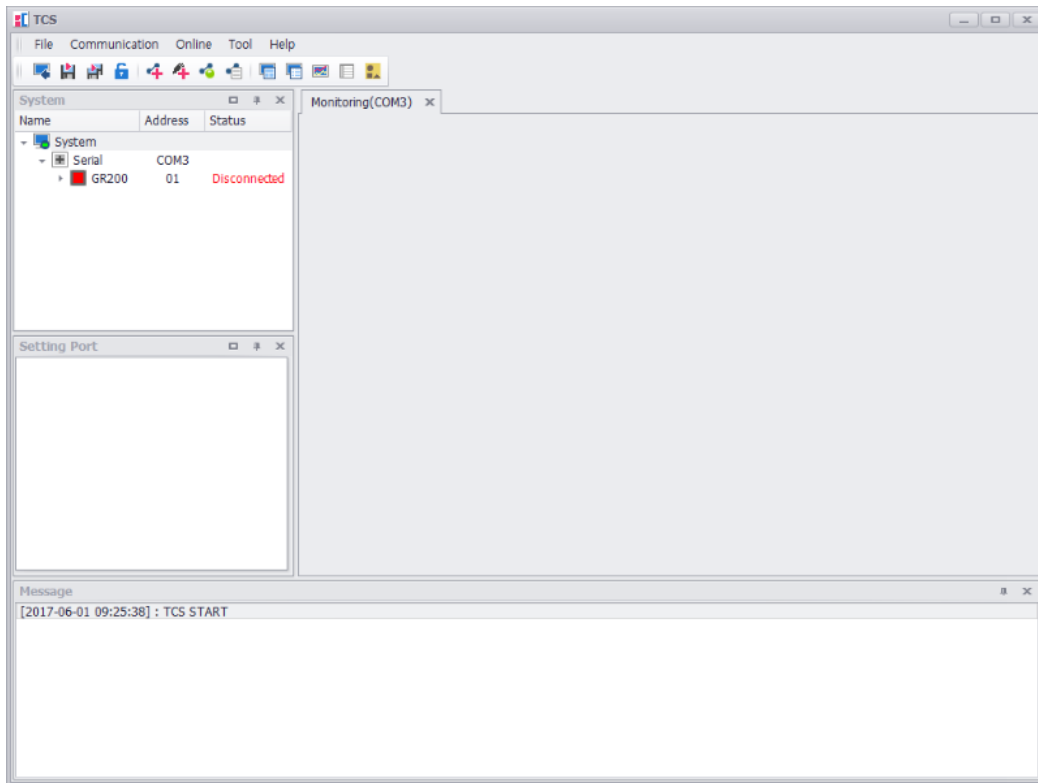 TCS
File Communication Online Tool Help
System
Name Address Status
System
Serial COM3
GR200 01 Disconnected
Setting Port
Monitoring(COM3)
Message
[2017-06-01 09:25:38] : TCS START